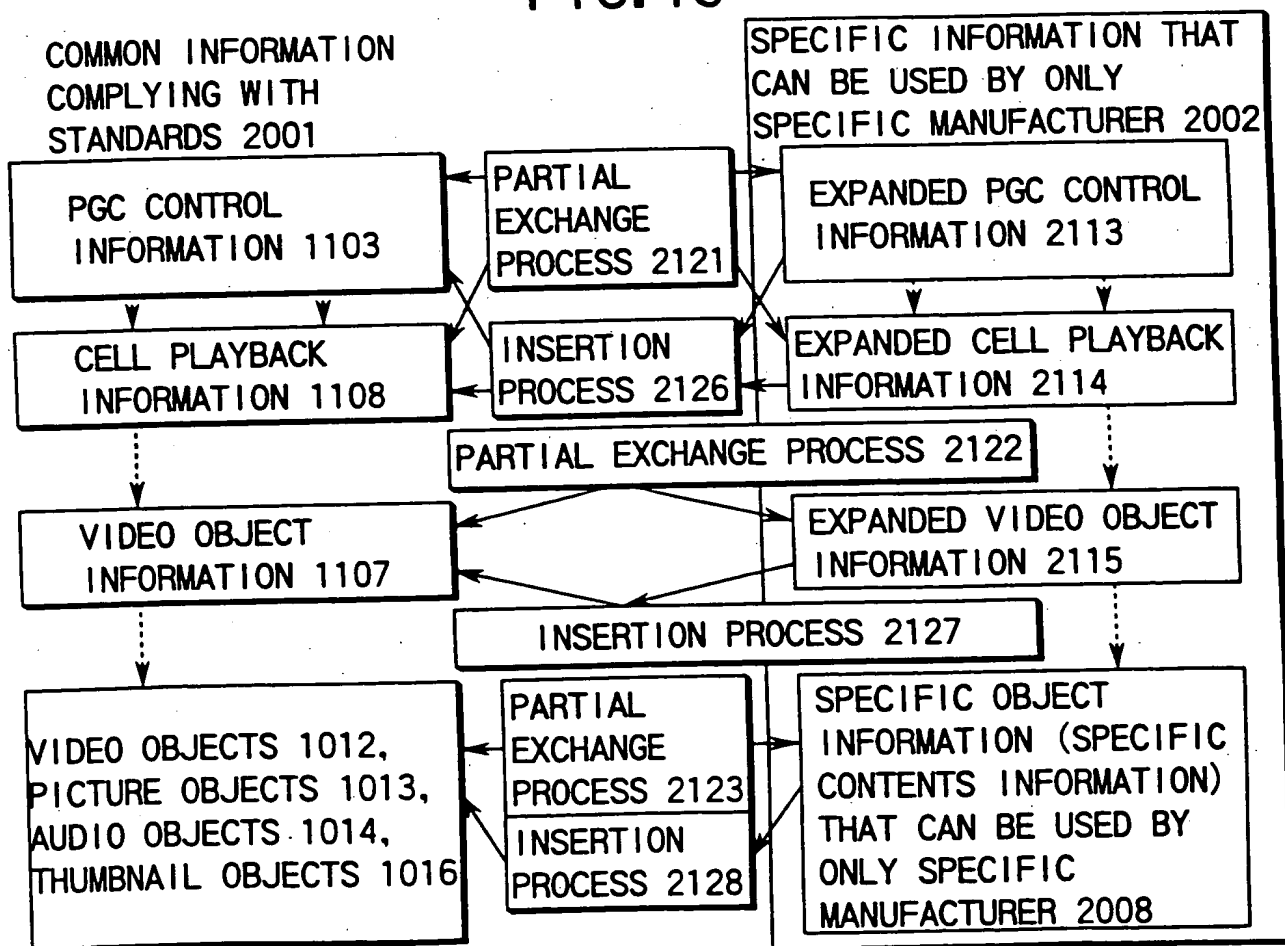 COMMON INFORMATION
COMPLYING WITH
STANDARDS 2001
SPECIFIC INFORMATION THAT
CAN BE USED BY ONLY
SPECIFIC MANUFACTURER 2002
PGC CONTROL
INFORMATION 1103
PARTIAL
EXCHANGE
PROCESS 2121
EXPANDED PGC CONTROL
INFORMATION 2113
CELL PLAYBACK
INFORMATION 1108
INSERTION
PROCESS 2126
EXPANDED CELL PLAYBACK
INFORMATION 2114
PARTIAL EXCHANGE PROCESS 2122
VIDEO OBJECT
INFORMATION 1107
EXPANDED VIDEO OBJECT
INFORMATION 2115
INSERTION PROCESS 2127
VIDEO OBJECTS 1012,
PICTURE OBJECTS 1013,
AUDIO OBJECTS 1014,
THUMBNAIL OBJECTS 1016
PARTIAL
EXCHANGE
PROCESS 2123
INSERTION
PROCESS 2128
SPECIFIC OBJECT
INFORMATION (SPECIFIC
CONTENTS INFORMATION)
THAT CAN BE USED BY
ONLY SPECIFIC
MANUFACTURER 2008